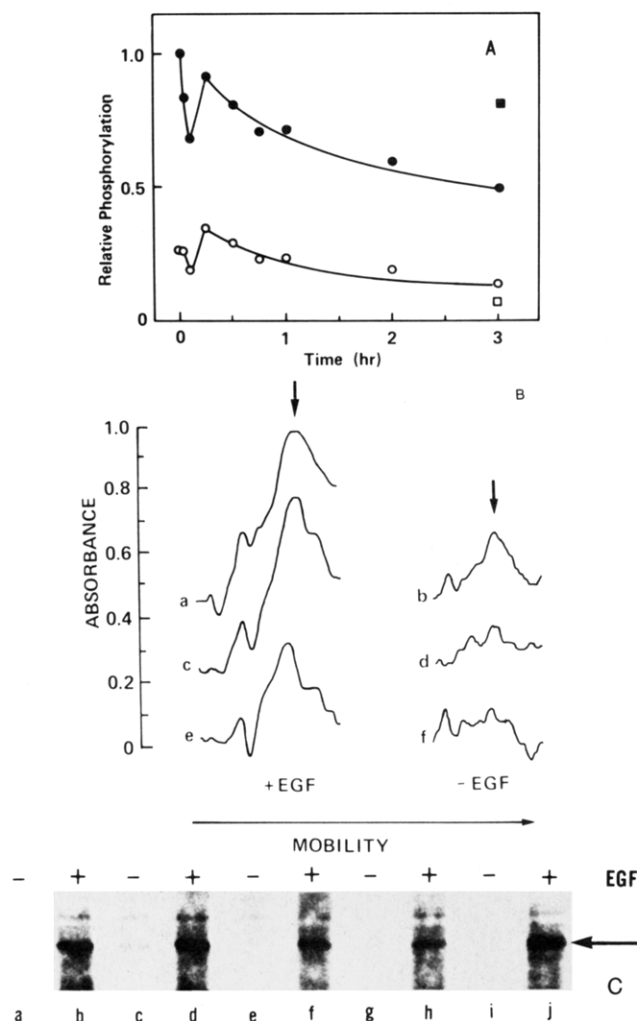 A
1.0
0.5
0
Relative Phosphorylation
0 1 2 3
Time (hr)
B
1.0
0.8
0.6
0.4
0.2
0
ABSORBANCE
a
c
e
b
d
f
+EGF
-EGF
MOBILITY
- + - + - + - + - + EGF
C
a b c d e f g h i j